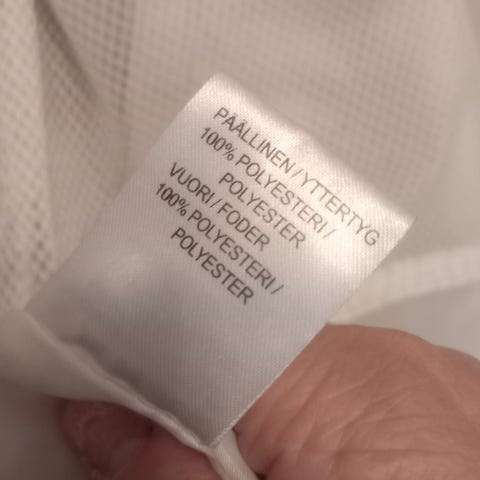 PÄÄLLINEN / YTTERTYG
100% POLYESTERI /
POLYESTER
VUORI / FODER
100% POLYESTERI /
POLYESTER